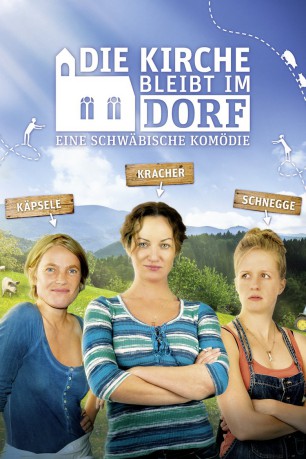 DIE KIRCHE
BLEIBT IM
DORF
EINE SCHWÄBISCHE KOMÖDIE
KRACHER
KÄPSELE
SCHNEGGE